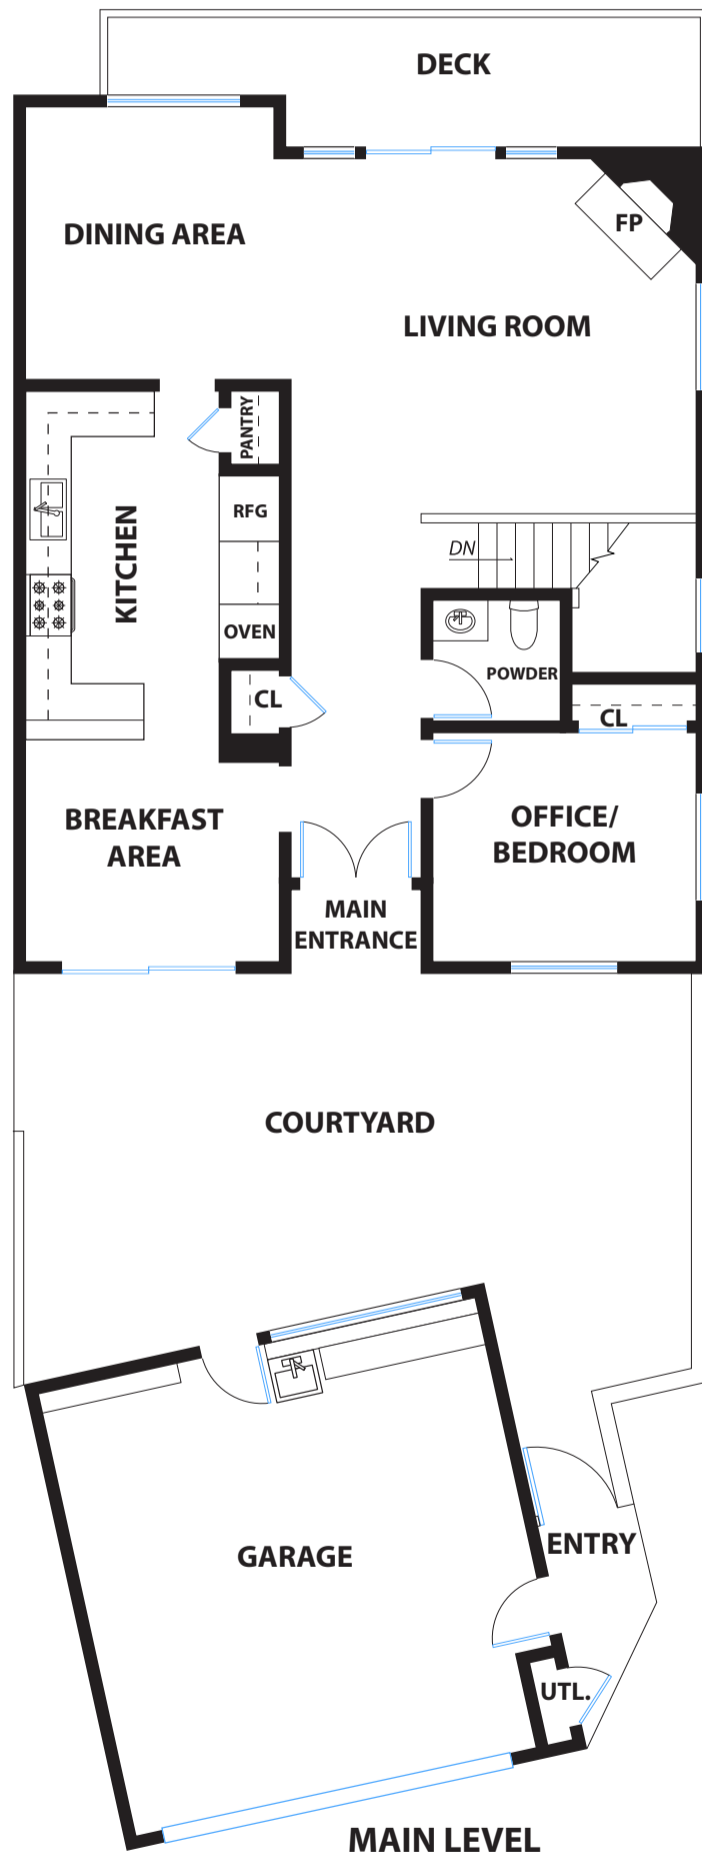 DECK
DINING AREA
FP
LIVING ROOM
PANTRY
RFG
KITCHEN
DN
OVEN
POWDER
CL
CL
BREAKFAST
AREA
OFFICE/
BEDROOM
MAIN
ENTRANCE
COURTYARD
ENTRY
GARAGE
UTL.
MAIN LEVEL